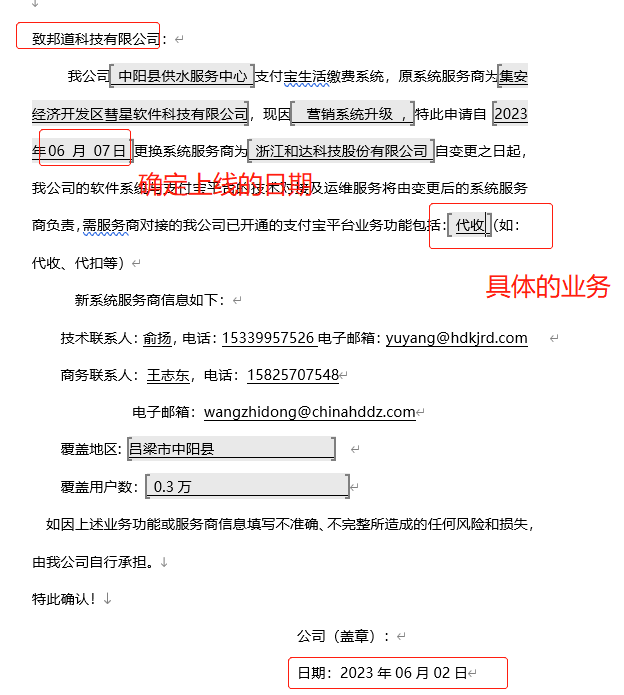 致邦道科技有限公司：
我公司[ 中阳县供水服务中心 ]支付宝生活缴费系统，原系统服务商为[集安
经济开发区彗星软件科技有限公司]，现因[ 营销系统升级 ，]特此申请自 [2023
年06 月 07日 ]更换系统服务商为[ 浙江和达科技股份有限公司 ]自变更之日起，
确定上线的日期
我公司的软件系统与支付宝平台的技术对接及运维服务将由变更后的系统服务
商负责，需服务商对接的我公司已开通的支付宝平台业务功能包括：[ 代收 ]（如：
代收、代扣等）
具体的业务
新系统服务商信息如下：
技术联系人：俞扬，电话：15339957526 电子邮箱：yuyang@hdkjrd.com
商务联系人：王志东，电话：15825707548
电子邮箱：wangzhidong@chinahddz.com
覆盖地区：[吕梁市中阳县 ]
覆盖用户数：[ 0.3 万 ]
如因上述业务功能或服务商信息填写不准确、不完整所造成的任何风险和损失，
由我公司自行承担。
特此确认！
公司（盖章）：
日期：2023 年 06 月 02 日